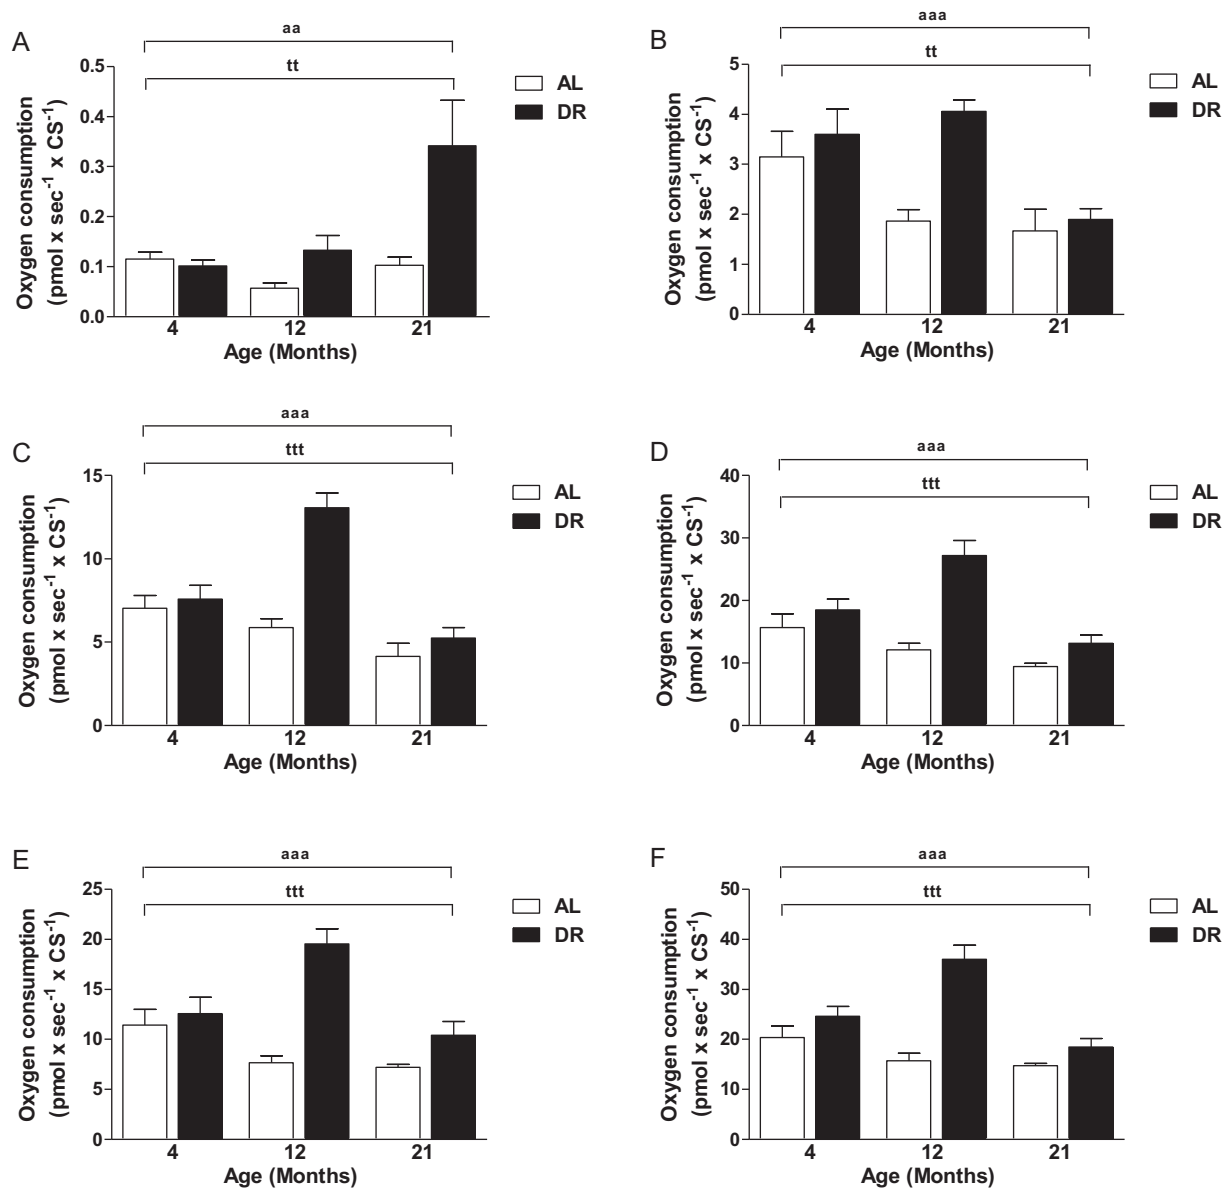 A
aa
tt
Oxygen consumption
(pmol x sec⁻¹ x CS⁻¹)
0.5
0.4
0.3
0.2
0.1
0.0
4
12
21
Age (Months)
AL
DR
B
aaa
tt
Oxygen consumption
(pmol x sec⁻¹ x CS⁻¹)
5
4
3
2
1
0
4
12
21
Age (Months)
AL
DR
C
aaa
ttt
Oxygen consumption
(pmol x sec⁻¹ x CS⁻¹)
15
10
5
0
4
12
21
Age (Months)
AL
DR
D
aaa
ttt
Oxygen consumption
(pmol x sec⁻¹ x CS⁻¹)
40
30
20
10
0
4
12
21
Age (Months)
AL
DR
E
aaa
ttt
Oxygen consumption
(pmol x sec⁻¹ x CS⁻¹)
25
20
15
10
5
0
4
12
21
Age (Months)
AL
DR
F
aaa
ttt
Oxygen consumption
(pmol x sec⁻¹ x CS⁻¹)
50
40
30
20
10
0
4
12
21
Age (Months)
AL
DR